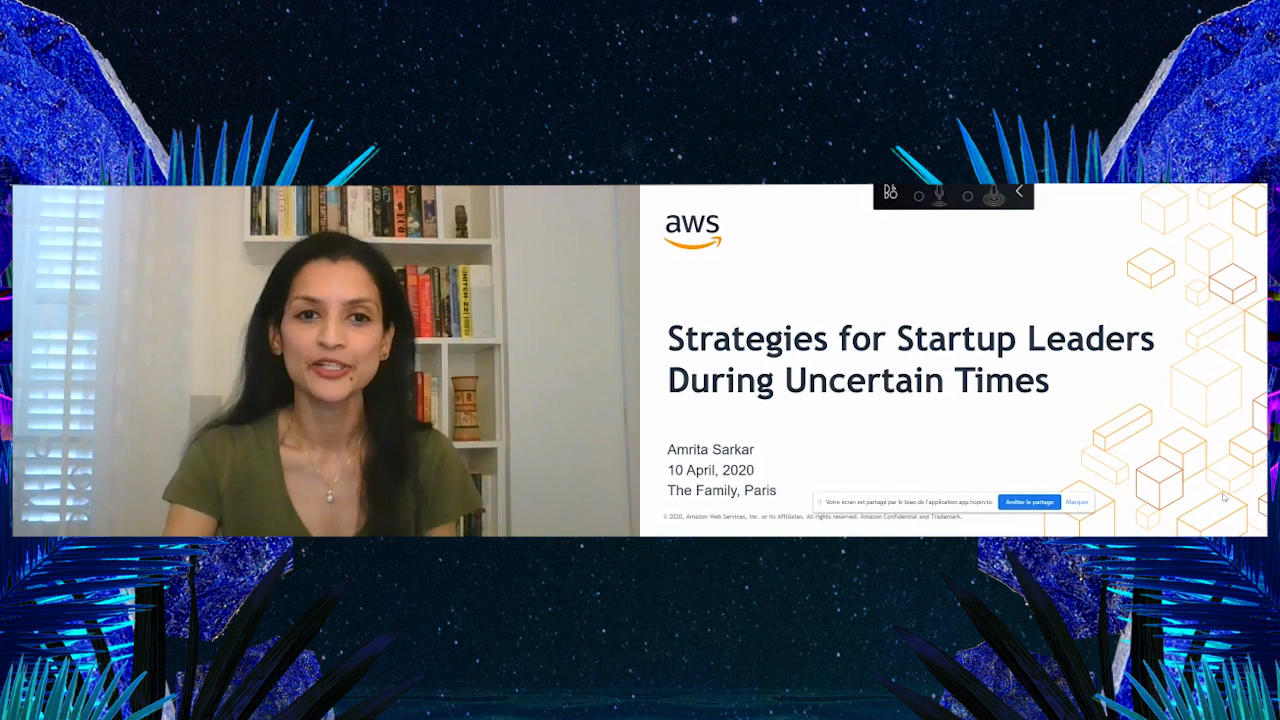 HITCH-22
aws
Strategies for Startup Leaders
During Uncertain Times
Amrita Sarkar
10 April, 2020
The Family, Paris
Votre écran est partagé par le biais de l'application app.hopin.to.
Arrêter le partage
Masquer
© 2020, Amazon Web Services, Inc. or its Affiliates. All rights reserved. Amazon Confidential and Trademark.